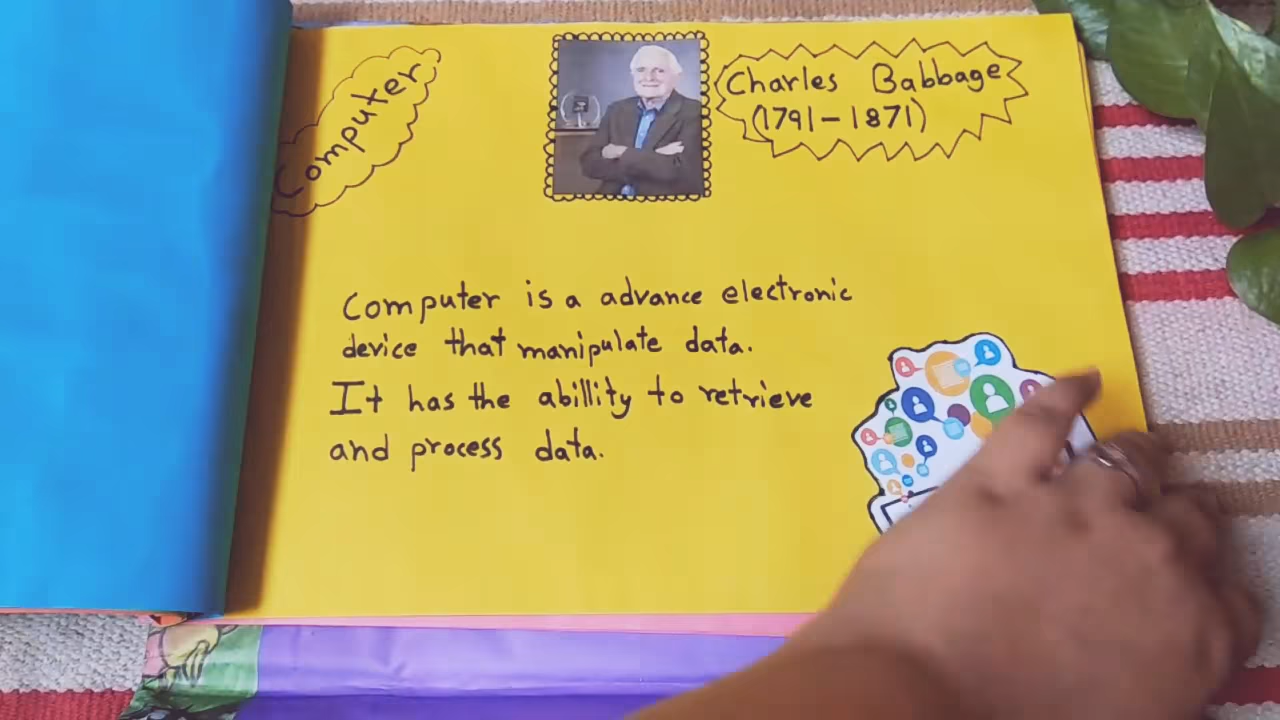 Computer
Charles Babbage
(1791-1871)
Computer is a advance electronic
device that manipulate data.
It has the abillity to retrieve
and process data.